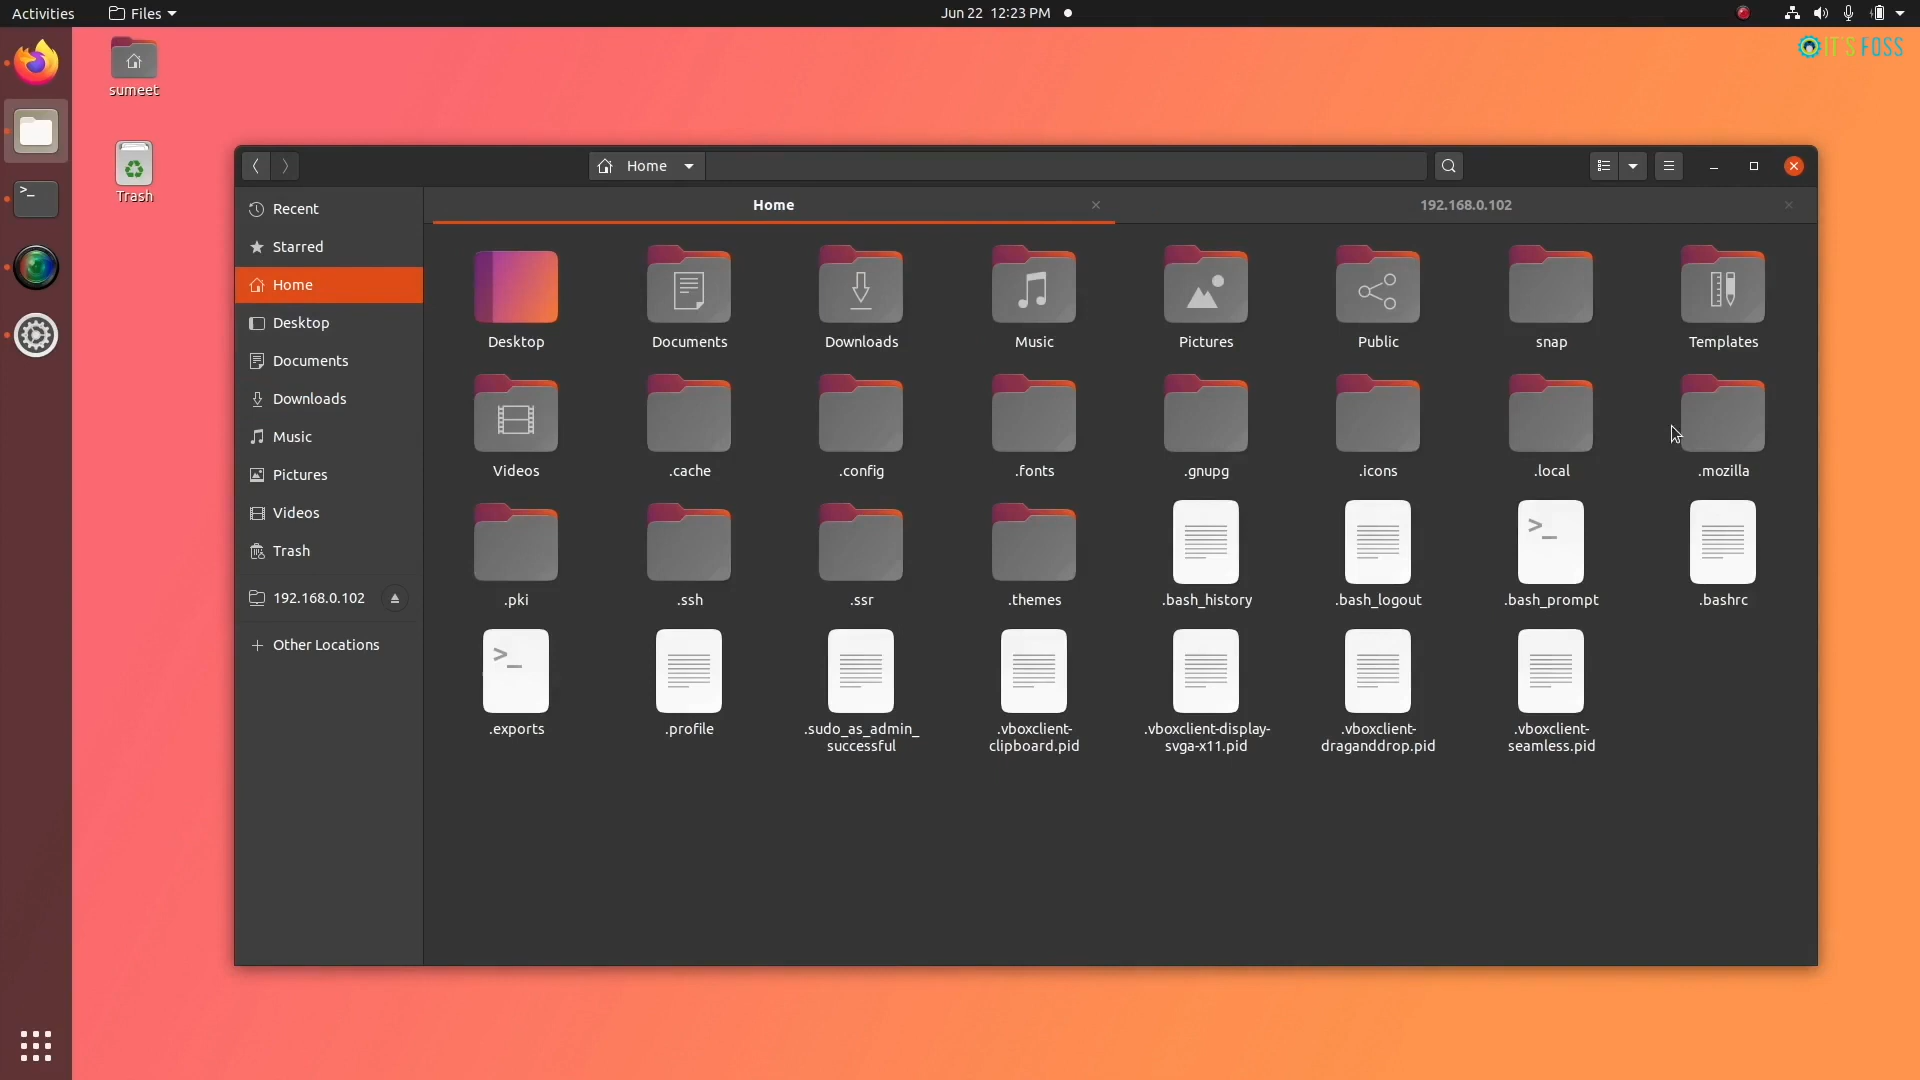 Activities
Files
Jun 22 12:23 PM
IT'S FOSS
sumeet
Trash
Home
Recent
Starred
Home
Desktop
Documents
Downloads
Music
Pictures
Videos
Trash
192.168.0.102
Other Locations
Home
192.168.0.102
Desktop
Documents
Downloads
Music
Pictures
Public
snap
Templates
Videos
.cache
.config
.fonts
.gnupg
.icons
.local
.mozilla
.pki
.ssh
.ssr
.themes
.bash_history
.bash_logout
>_
.bash_prompt
.bashrc
>_
.exports
.profile
.sudo_as_admin_
successful
.vboxclient-
clipboard.pid
.vboxclient-display-
svga-x11.pid
.vboxclient-
draganddrop.pid
.vboxclient-
seamless.pid